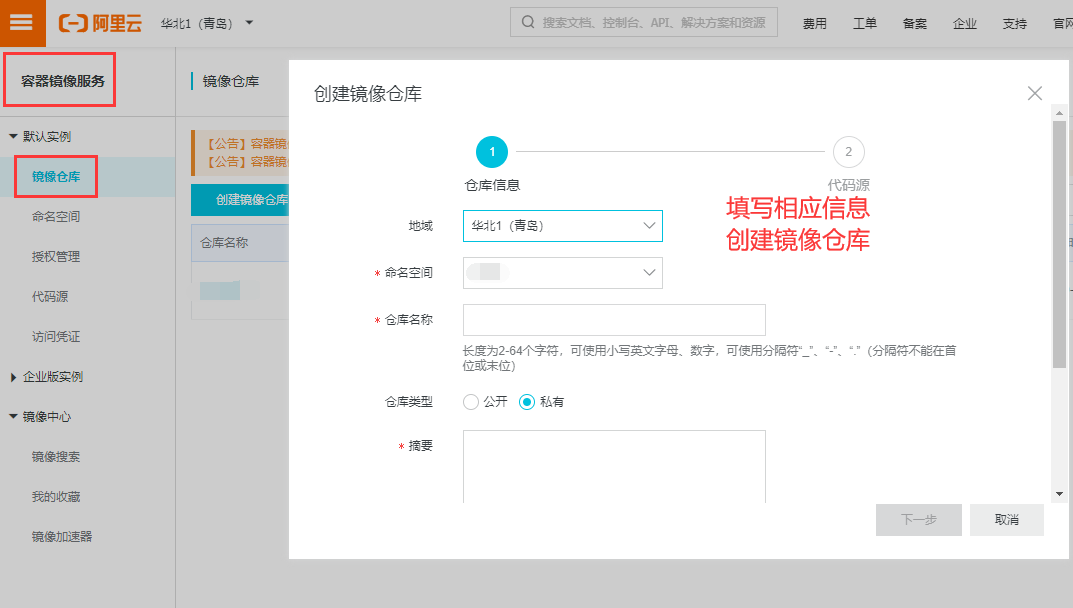 阿里云 华北1（青岛） 搜索文档、控制台、API、解决方案和资源 费用 工单 备案 企业 支持 官网
容器镜像服务
默认实例
镜像仓库
命名空间
授权管理
代码源
访问凭证
企业版实例
镜像中心
镜像搜索
我的收藏
镜像加速器
镜像仓库
【公告】容器镜
【公告】容器镜
创建镜像仓库
仓库名称
创建镜像仓库
1 2
仓库信息 代码源
填写相应信息
创建镜像仓库
地域 华北1（青岛）
* 命名空间
* 仓库名称
长度为2-64个字符，可使用小写英文字母、数字，可使用分隔符“_”、“-”、“.”（分隔符不能在首
位或末位）
仓库类型 公开 私有
* 摘要
下一步 取消